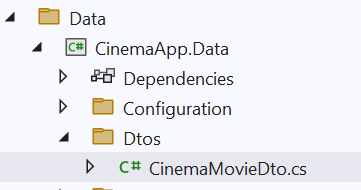 Data
C# CinemaApp.Data
Dependencies
Configuration
Dtos
C# CinemaMovieDto.cs